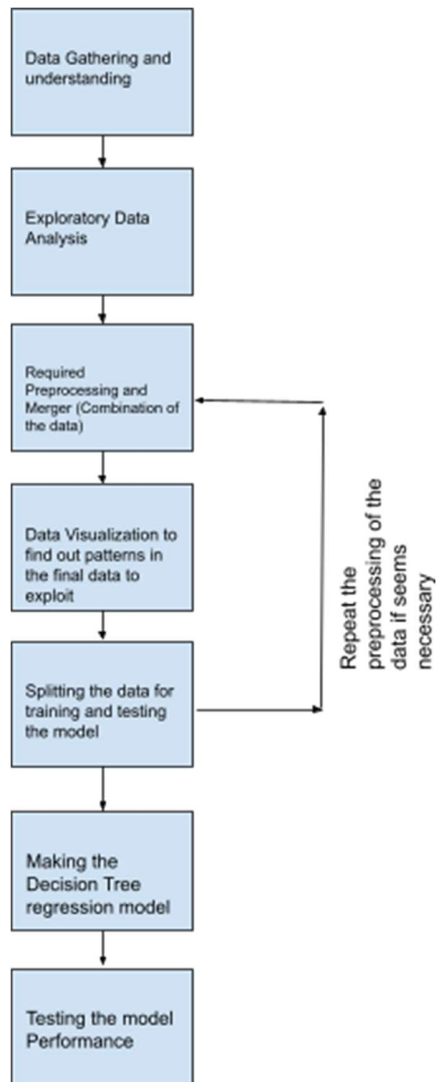 Data Gathering and
understanding
Exploratory Data
Analysis
Required
Preprocessing and
Merger (Combination of
the data)
Data Visualization to
find out patterns in
the final data to
exploit
Splitting the data for
training and testing
the model
Repeat the
preprocessing of the
data if seems
necessary
Making the
Decision Tree
regression model
Testing the model
Performance